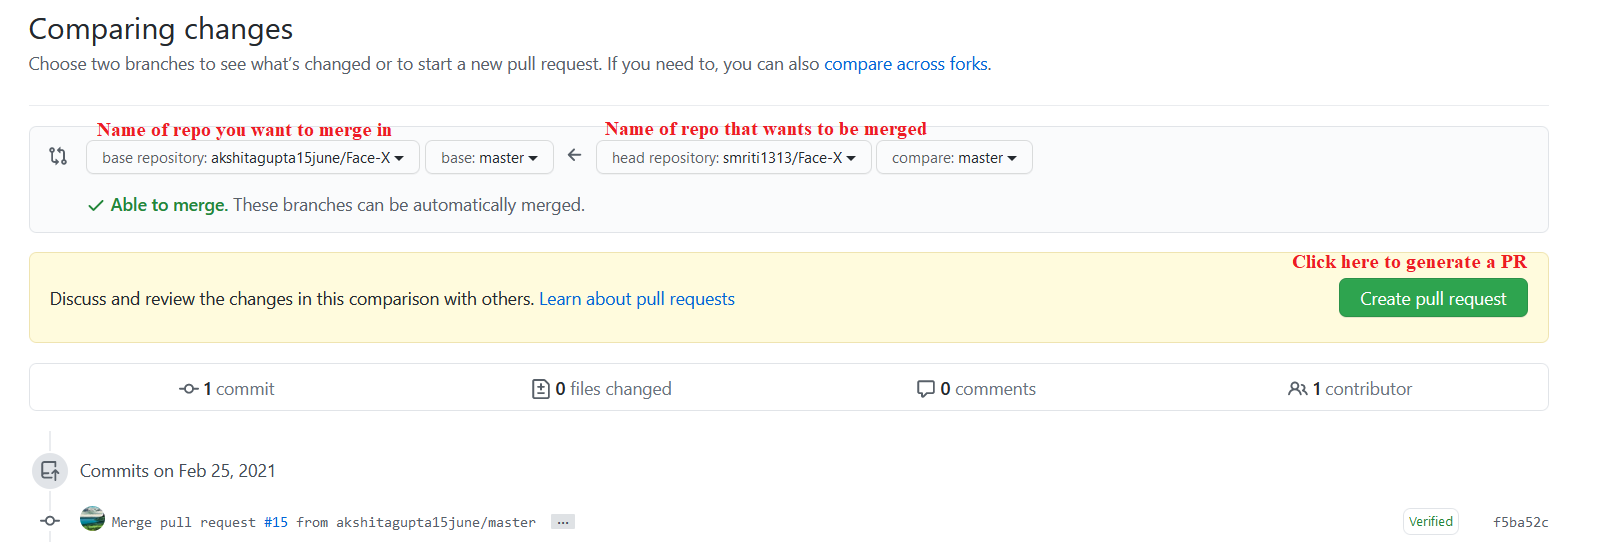 Comparing changes
Choose two branches to see what's changed or to start a new pull request. If you need to, you can also compare across forks.
Name of repo you want to merge in
Name of repo that wants to be merged
base repository: akshitagupta15june/Face-X
base: master
head repository: smriti1313/Face-X
compare: master
Able to merge. These branches can be automatically merged.
Click here to generate a PR
Discuss and review the changes in this comparison with others. Learn about pull requests
Create pull request
1 commit
0 files changed
0 comments
1 contributor
Commits on Feb 25, 2021
Merge pull request #15 from akshitagupta15june/master ...
Verified
f5ba52c